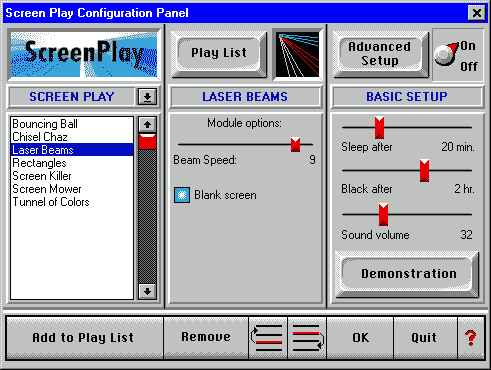 Screen Play Configuration Panel
ScreenPlay
Play List
Advanced
Setup
On
Off
SCREEN PLAY
LASER BEAMS
BASIC SETUP
Bouncing Ball
Chisel Chaz
Laser Beams
Rectangles
Screen Killer
Screen Mower
Tunnel of Colors
Module options:
Beam Speed: 9
Blank screen
Sleep after 20 min.
Black after 2 hr.
Sound volume 32
Demonstration
Add to Play List
Remove
OK
Quit
?